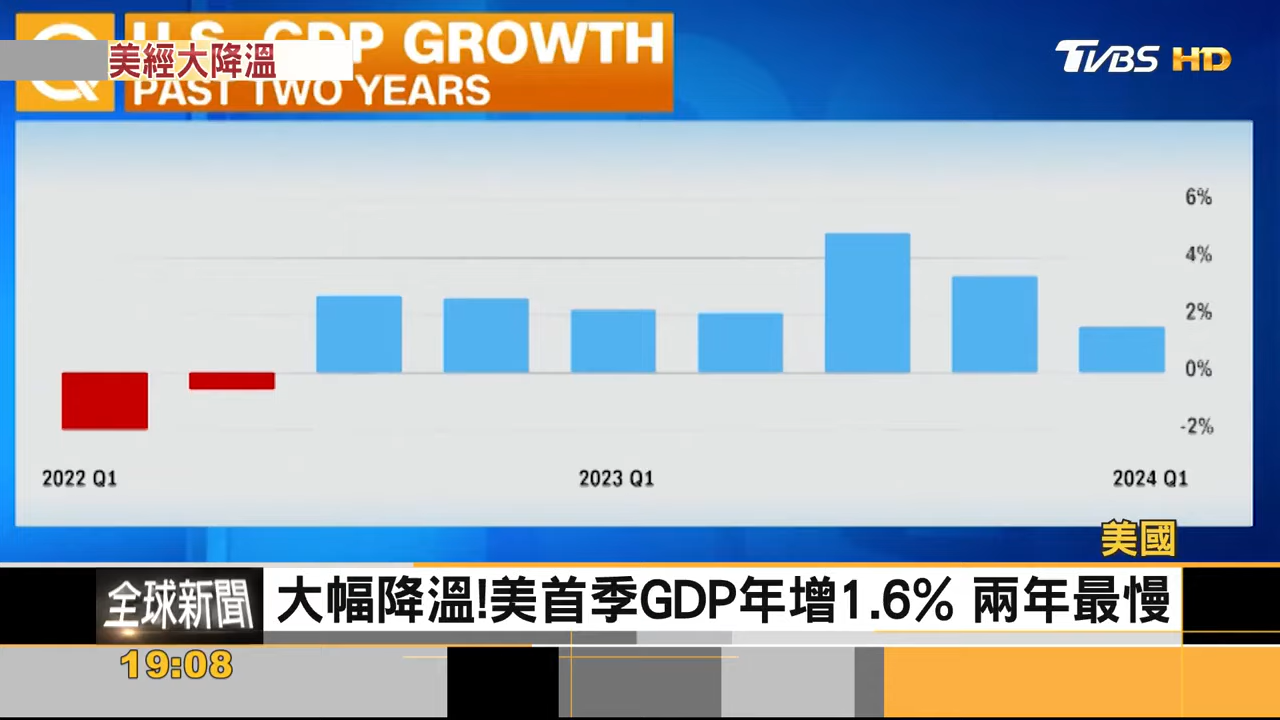 U.S. GDP GROWTH
美經大降溫
PAST TWO YEARS
TVBS HD
6%
4%
2%
0%
-2%
2022 Q1
2023 Q1
2024 Q1
美國
全球新聞
大幅降溫!美首季GDP年增1.6% 兩年最慢
19:08